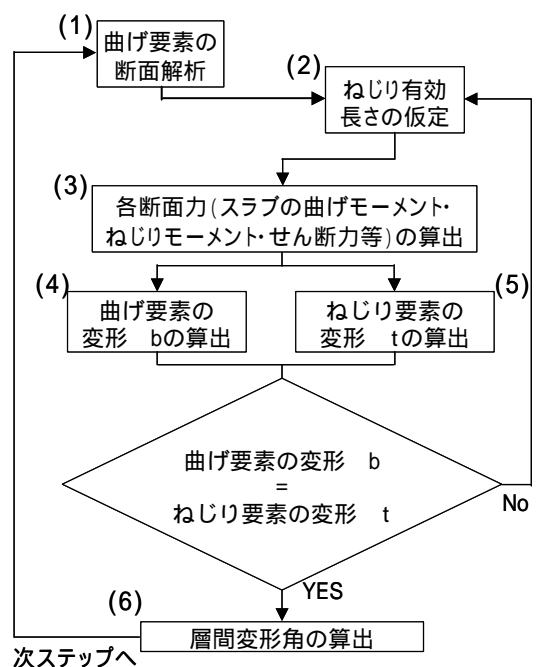 (1)
曲げ要素の
断面解析
(2)
ねじり有効
長さの仮定
(3)
各断面力(スラブの曲げモーメント・
ねじりモーメント・せん断力等)の算出
(4)
曲げ要素の
変形　bの算出
(5)
ねじり要素の
変形　tの算出
曲げ要素の変形　b
=
ねじり要素の変形　t
No
YES
(6)
層間変形角の算出
次ステップへ